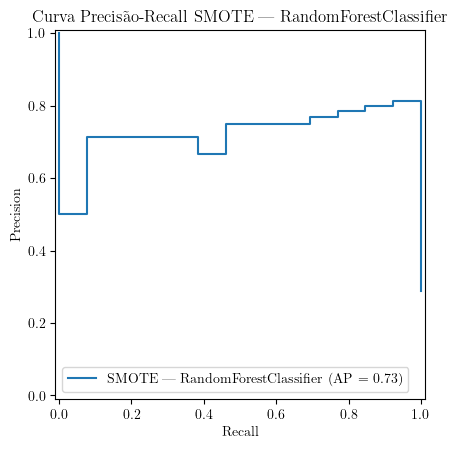 Curva Precisão-Recall SMOTE — RandomForestClassifier
1.0
0.8
0.6
0.4
0.2
0.0
Precision
SMOTE — RandomForestClassifier (AP = 0.73)
0.0 0.2 0.4 0.6 0.8 1.0
Recall